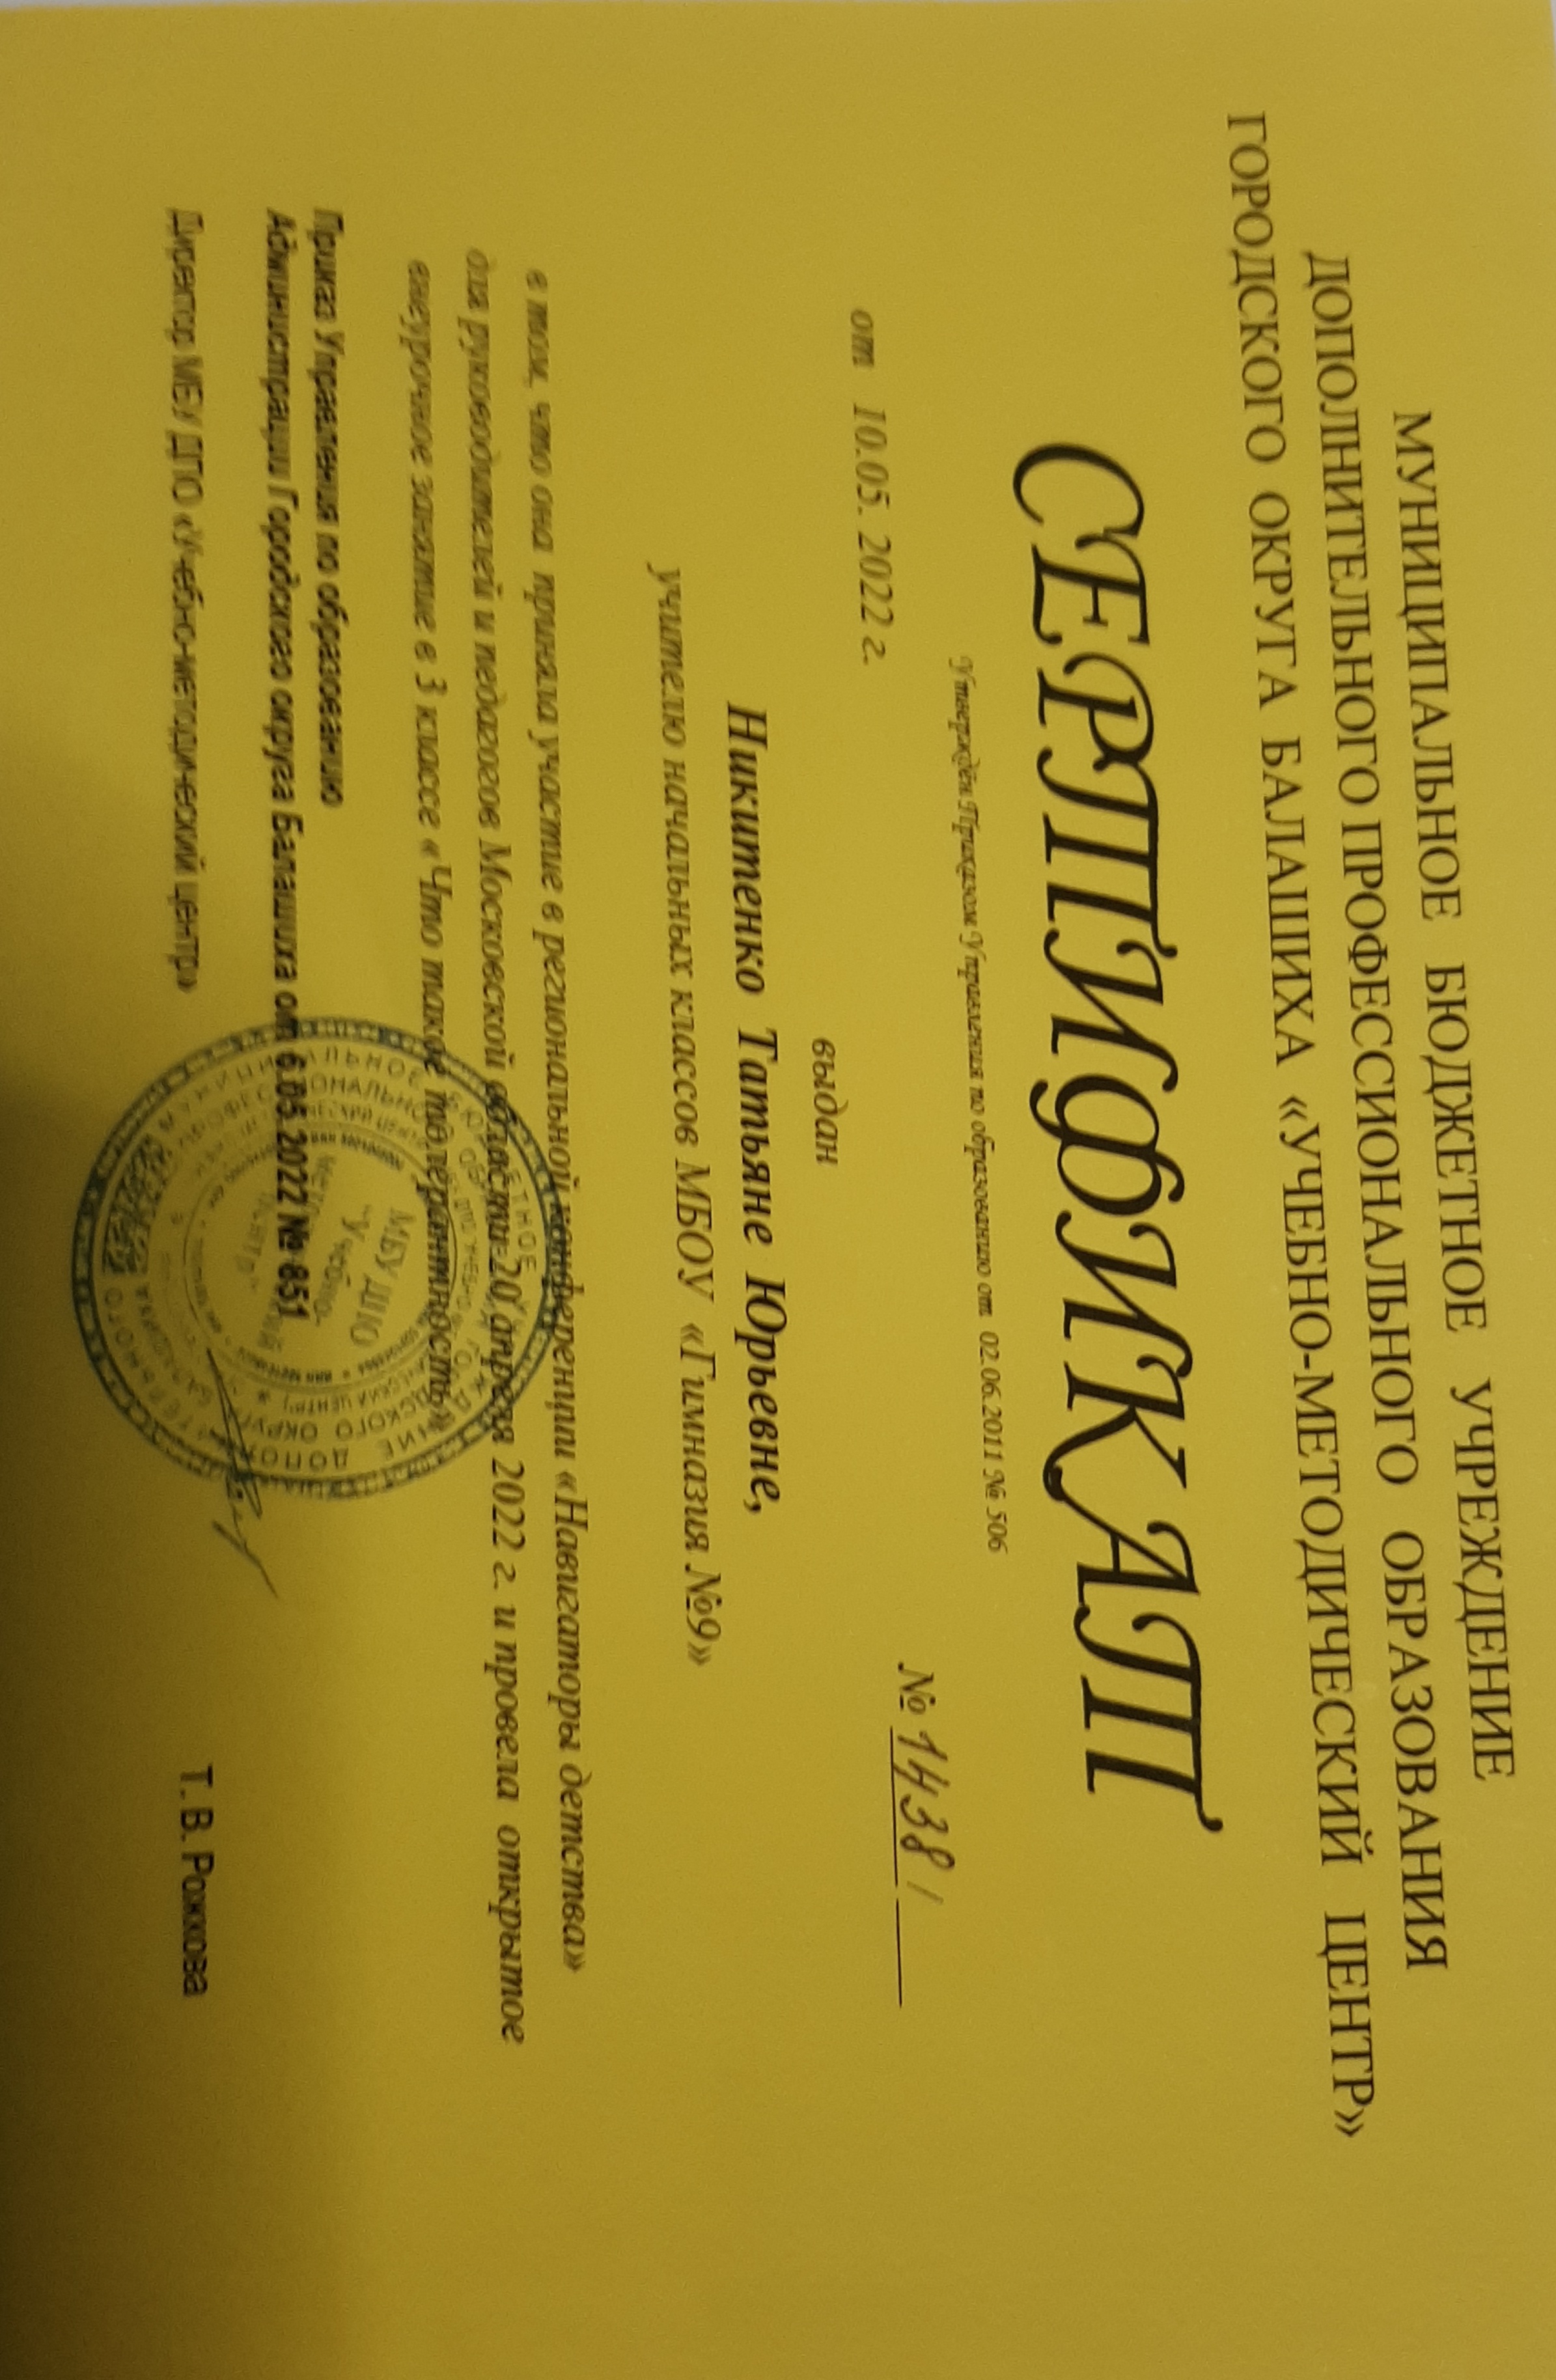 МУНИЦИПАЛЬНОЕ БЮДЖЕТНОЕ УЧРЕЖДЕНИЕ
ДОПОЛНИТЕЛЬНОГО ПРОФЕССИОНАЛЬНОГО ОБРАЗОВАНИЯ
ГОРОДСКОГО ОКРУГА БАЛАШИХА «УЧЕБНО-МЕТОДИЧЕСКИЙ ЦЕНТР»
СЕРТИФИКАТ
Утверждён Приказом Управления по образованию от 02.06.2011 № 506
от 10.05. 2022 г.
№ 1438 /
выдан
Никитенко Татьяне Юрьевне,
учителю начальных классов МБОУ «Гимназия №9»
в том, что она приняла участие в региональной конференции «Навигаторы детства»
для руководителей и педагогов Московской области 20 апреля 2022 г. и провела открытое
внеурочное занятие в 3 классе «Что такое толерантность»
Приказ Управления по образованию
Администрации Городского округа Балашиха от 6.05.2022 № 651
Директор МБУ ДПО «Учебно-методический центр»
Т. В. Рожкова
МБУ ДПО
"Учебно-